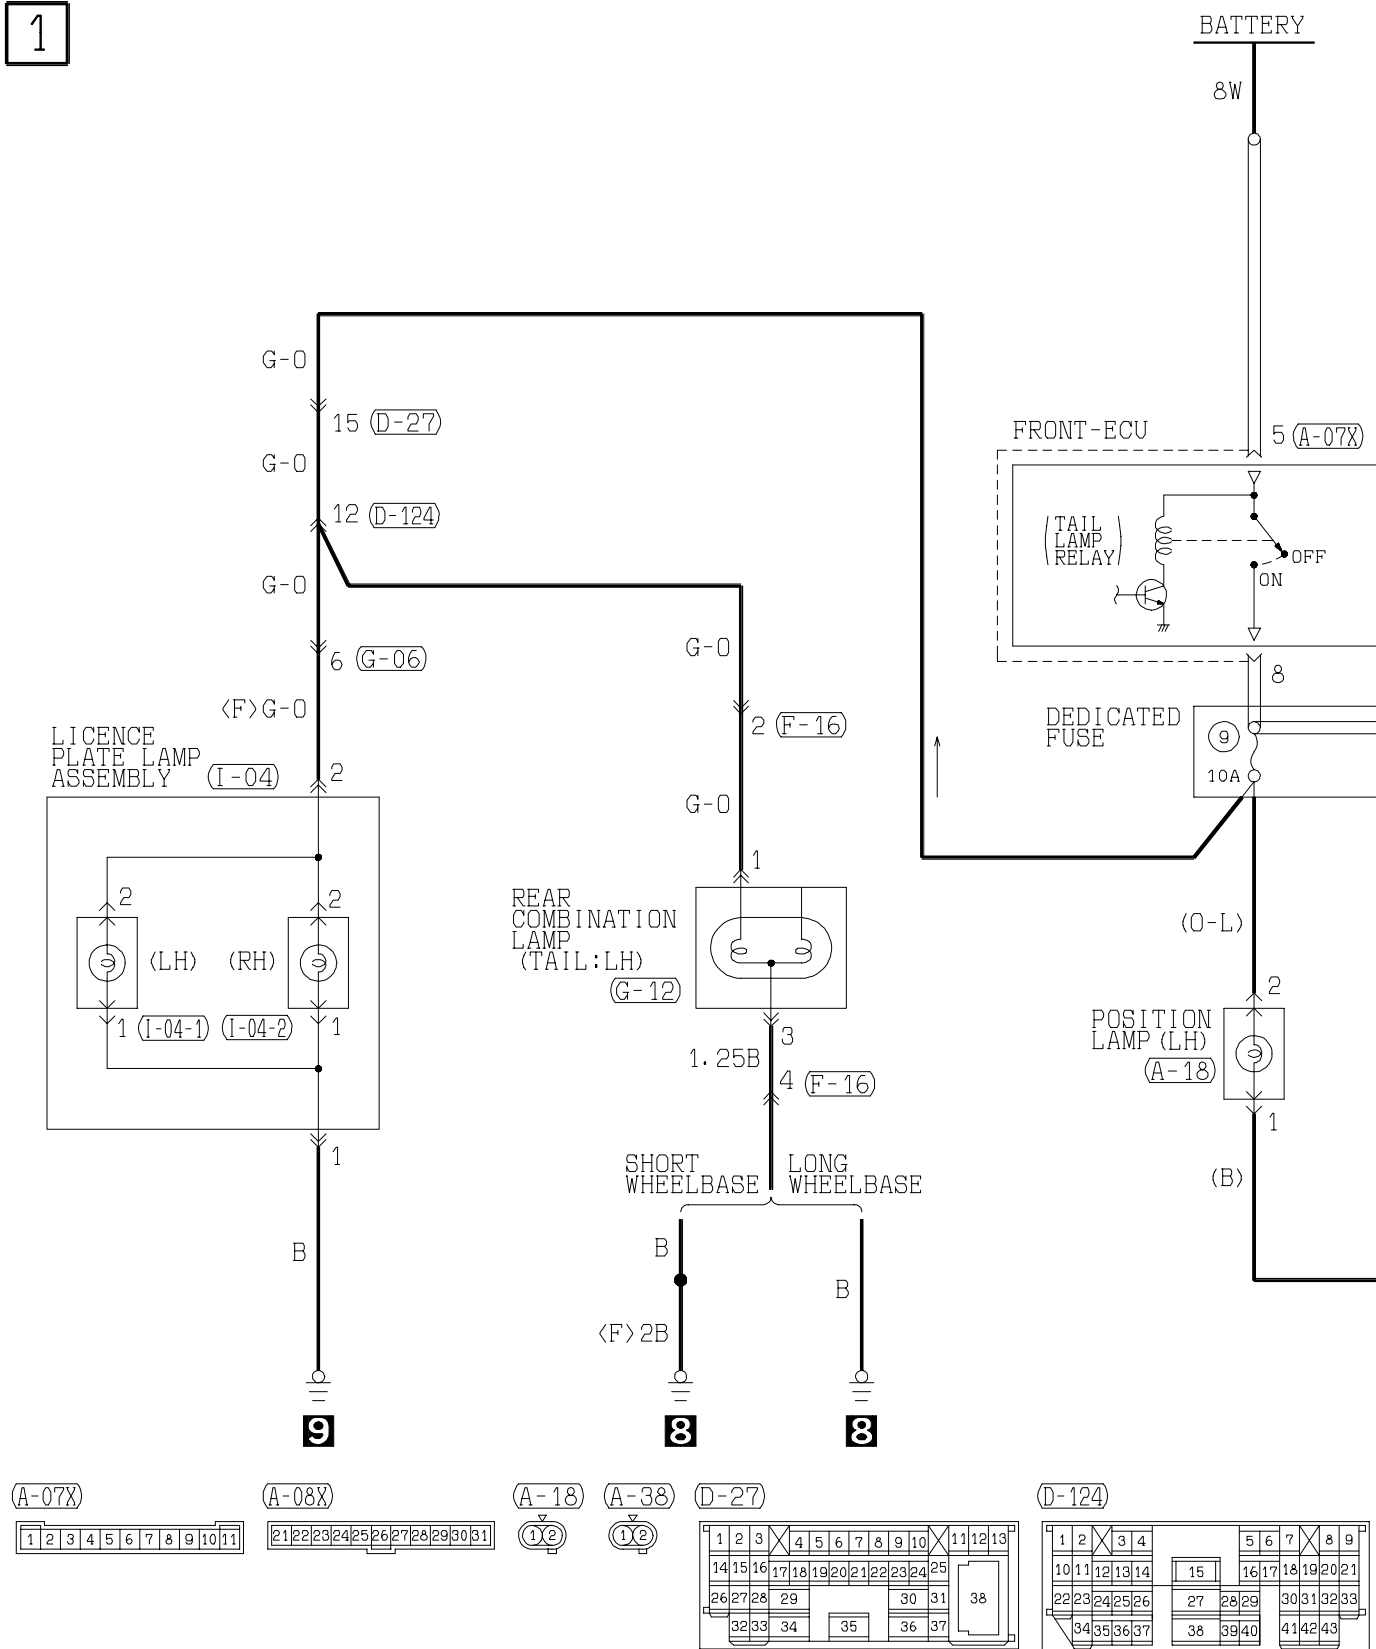 1
BATTERY
8W
G-O
15 (D-27)
G-O
12 (D-124)
G-O
6 (G-06)
<F>G-O
LICENCE
PLATE LAMP
ASSEMBLY (I-04)
2
2
2
(LH)
(RH)
1 (I-04-1)
(I-04-2) 1
1
B
9
G-O
2 (F-16)
G-O
1
REAR
COMBINATION
LAMP
(TAIL:LH)
(G-12)
3
1.25B
4 (F-16)
SHORT
WHEELBASE
LONG
WHEELBASE
B
<F>2B
B
8
8
FRONT-ECU
5 (A-07X)
(TAIL
LAMP
RELAY)
OFF
ON
8
DEDICATED
FUSE
9
10A
(O-L)
2
POSITION
LAMP (LH)
(A-18)
1
(B)
(A-07X)
1 2 3 4 5 6 7 8 9 10 11
(A-08X)
21 22 23 24 25 26 27 28 29 30 31
(A-18)
1 2
(A-38)
1 2
(D-27)
1 2 3 4 5 6 7 8 9 10 11 12 13
14 15 16 17 18 19 20 21 22 23 24 25
26 27 28 29 30 31 38
32 33 34 35 36 37
(D-124)
1 2 3 4 5 6 7 8 9
10 11 12 13 14 15 16 17 18 19 20 21
22 23 24 25 26 27 28 29 30 31 32 33
34 35 36 37 38 39 40 41 42 43